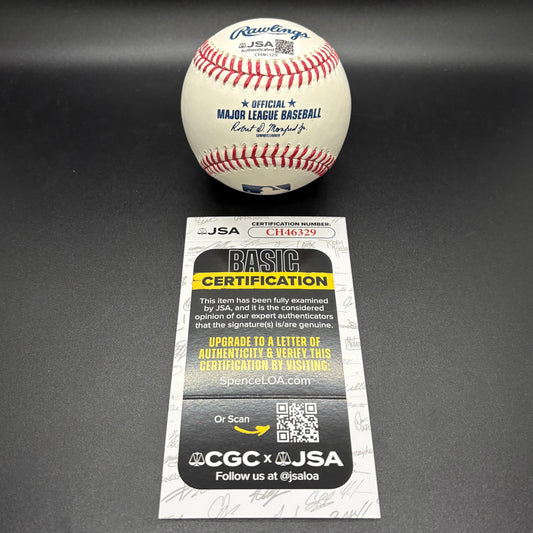 Rawlings
JSA
Authenticated
CH46329
★ OFFICIAL ★
MAJOR LEAGUE BASEBALL
Robert D. Manfred Jr.
COMMISSIONER
JSA
CERTIFICATION NUMBER:
CH46329
BASIC
CERTIFICATION
This item has been fully examined
by JSA, and it is the considered
opinion of our expert authenticators
that the signature(s) is/are genuine.
UPGRADE TO A LETTER OF
AUTHENTICITY & VERIFY THIS
CERTIFICATION BY VISITING:
SpenceLOA.com
Or Scan
CGC x JSA
Follow us at @jsaloa